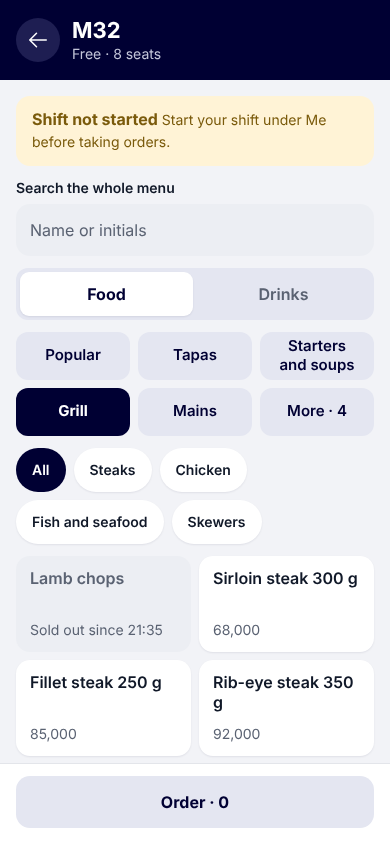 M32
Free · 8 seats
Shift not started Start your shift under Me
before taking orders.
Search the whole menu
Name or initials
Food
Drinks
Popular
Tapas
Starters
and soups
Grill
Mains
More · 4
All
Steaks
Chicken
Fish and seafood
Skewers
Lamb chops
Sold out since 21:35
Sirloin steak 300 g
68,000
Fillet steak 250 g
85,000
Rib-eye steak 350
g
92,000
Order · 0